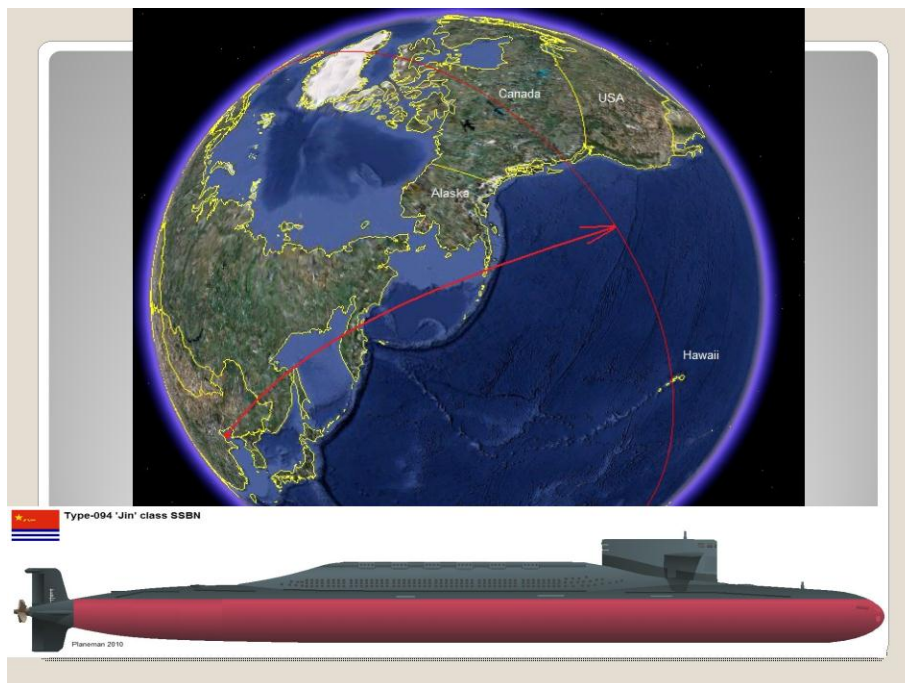 Canada
USA
Alaska
Hawaii
Type-094 'Jin' class SSBN
Planeman 2010